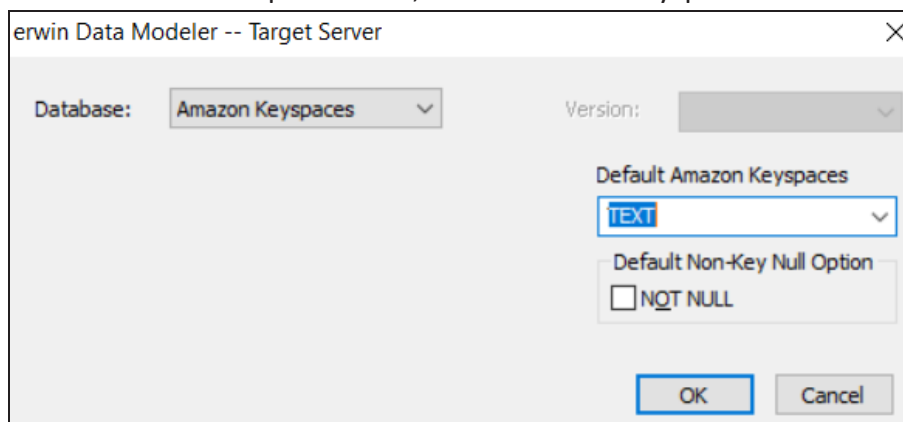 erwin Data Modeler -- Target Server
Database: Amazon Keyspaces Version:
Default Amazon Keyspaces
TEXT
Default Non-Key Null Option
NOT NULL
OK Cancel